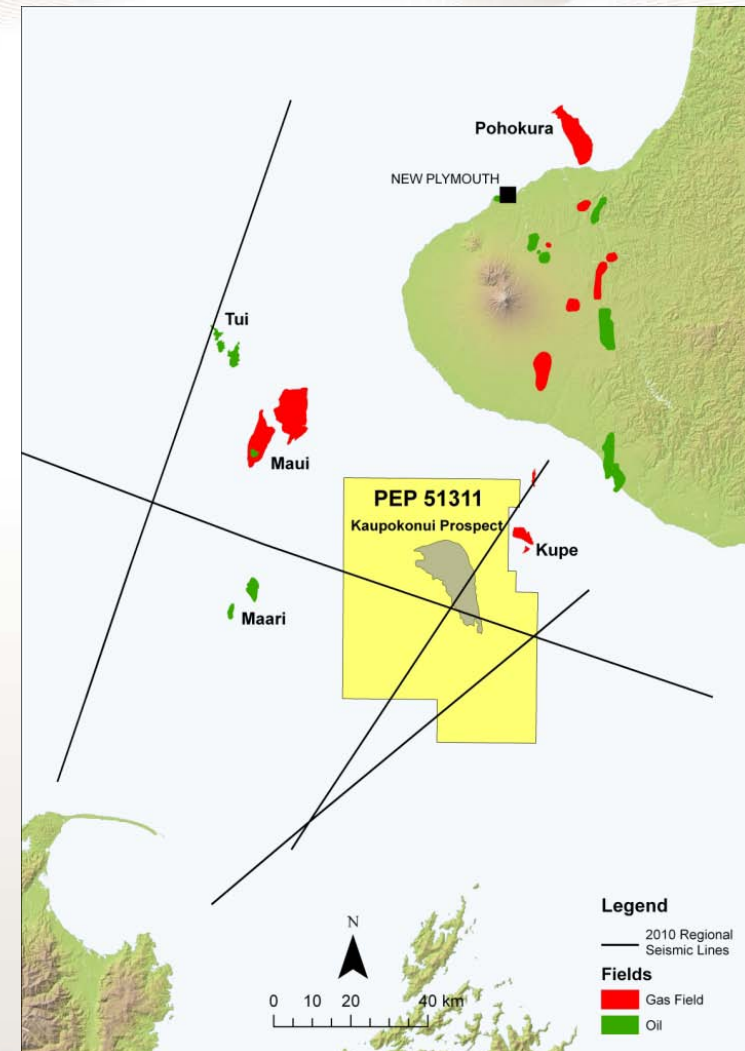 Pohokura
NEW PLYMOUTH
Tui
Maui
PEP 51311
Kaupokonui Prospect
Kupe
Maari
Legend
2010 Regional
Seismic Lines
Fields
Gas Field
Oil
N
0 10 20 40 km